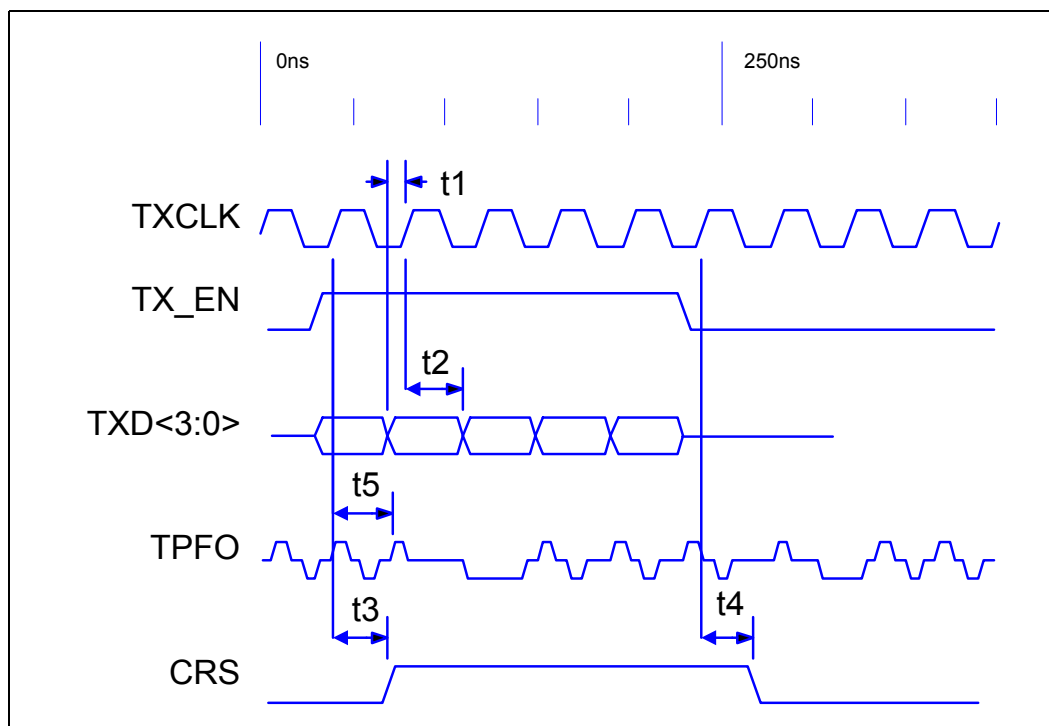 0ns
250ns
t1
TXCLK
TX_EN
t2
TXD<3:0>
t5
TPFO
t3
t4
CRS